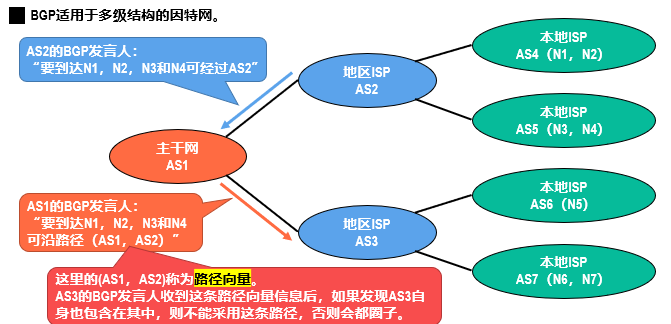 BGP适用于多级结构的因特网。
AS2的BGP发言人：
“要到达N1，N2，N3和N4可经过AS2”
地区ISP
AS2
本地ISP
AS4（N1，N2）
本地ISP
AS5（N3，N4）
主干网
AS1
AS1的BGP发言人：
“要到达N1，N2，N3和N4
可沿路径（AS1，AS2）”
地区ISP
AS3
本地ISP
AS6（N5）
本地ISP
AS7（N6，N7）
这里的(AS1，AS2)称为路径向量。
AS3的BGP发言人收到这条路径向量信息后，如果发现AS3自
身也包含在其中，则不能采用这条路径，否则会都圈子。